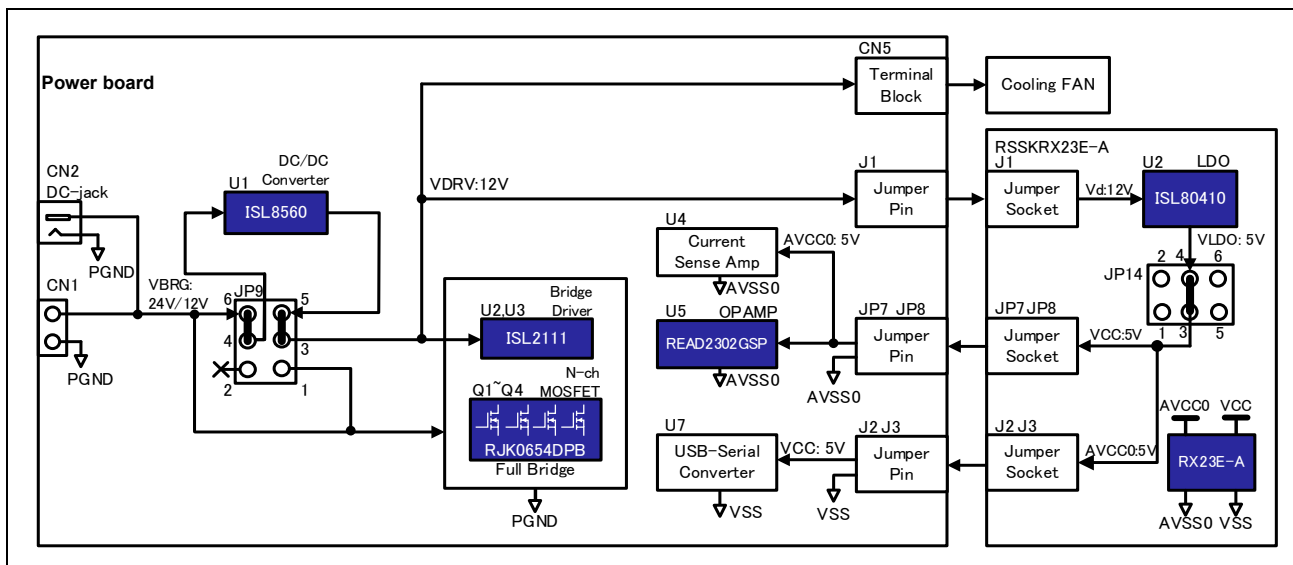 Power board
CN5
Terminal
Block
Cooling FAN
CN2
DC-jack
PGND
CN1
PGND
VBRG:
24V/12V
DC/DC
Converter
U1
ISL8560
JP9
6
5
4
3
2
1
VDRV:12V
U2,U3
Bridge
Driver
ISL2111
Q1~Q4
N-ch
MOSFET
RJK0654DPB
Full Bridge
PGND
J1
Jumper
Pin
U4
Current
Sense Amp
AVCC0: 5V
AVSS0
U5
OPAMP
READ2302GSP
AVSS0
JP7 JP8
Jumper
Pin
AVSS0
U7
USB-Serial
Converter
VCC: 5V
VSS
J2 J3
Jumper
Pin
VSS
RSSKRX23E-A
J1
Jumper
Socket
Vd:12V
U2
LDO
ISL80410
VLDO: 5V
JP14
2
4
6
1
3
5
JP7 JP8
Jumper
Socket
VCC:5V
J2 J3
Jumper
Socket
AVCC0:5V
AVCC0
VCC
RX23E-A
AVSS0
VSS